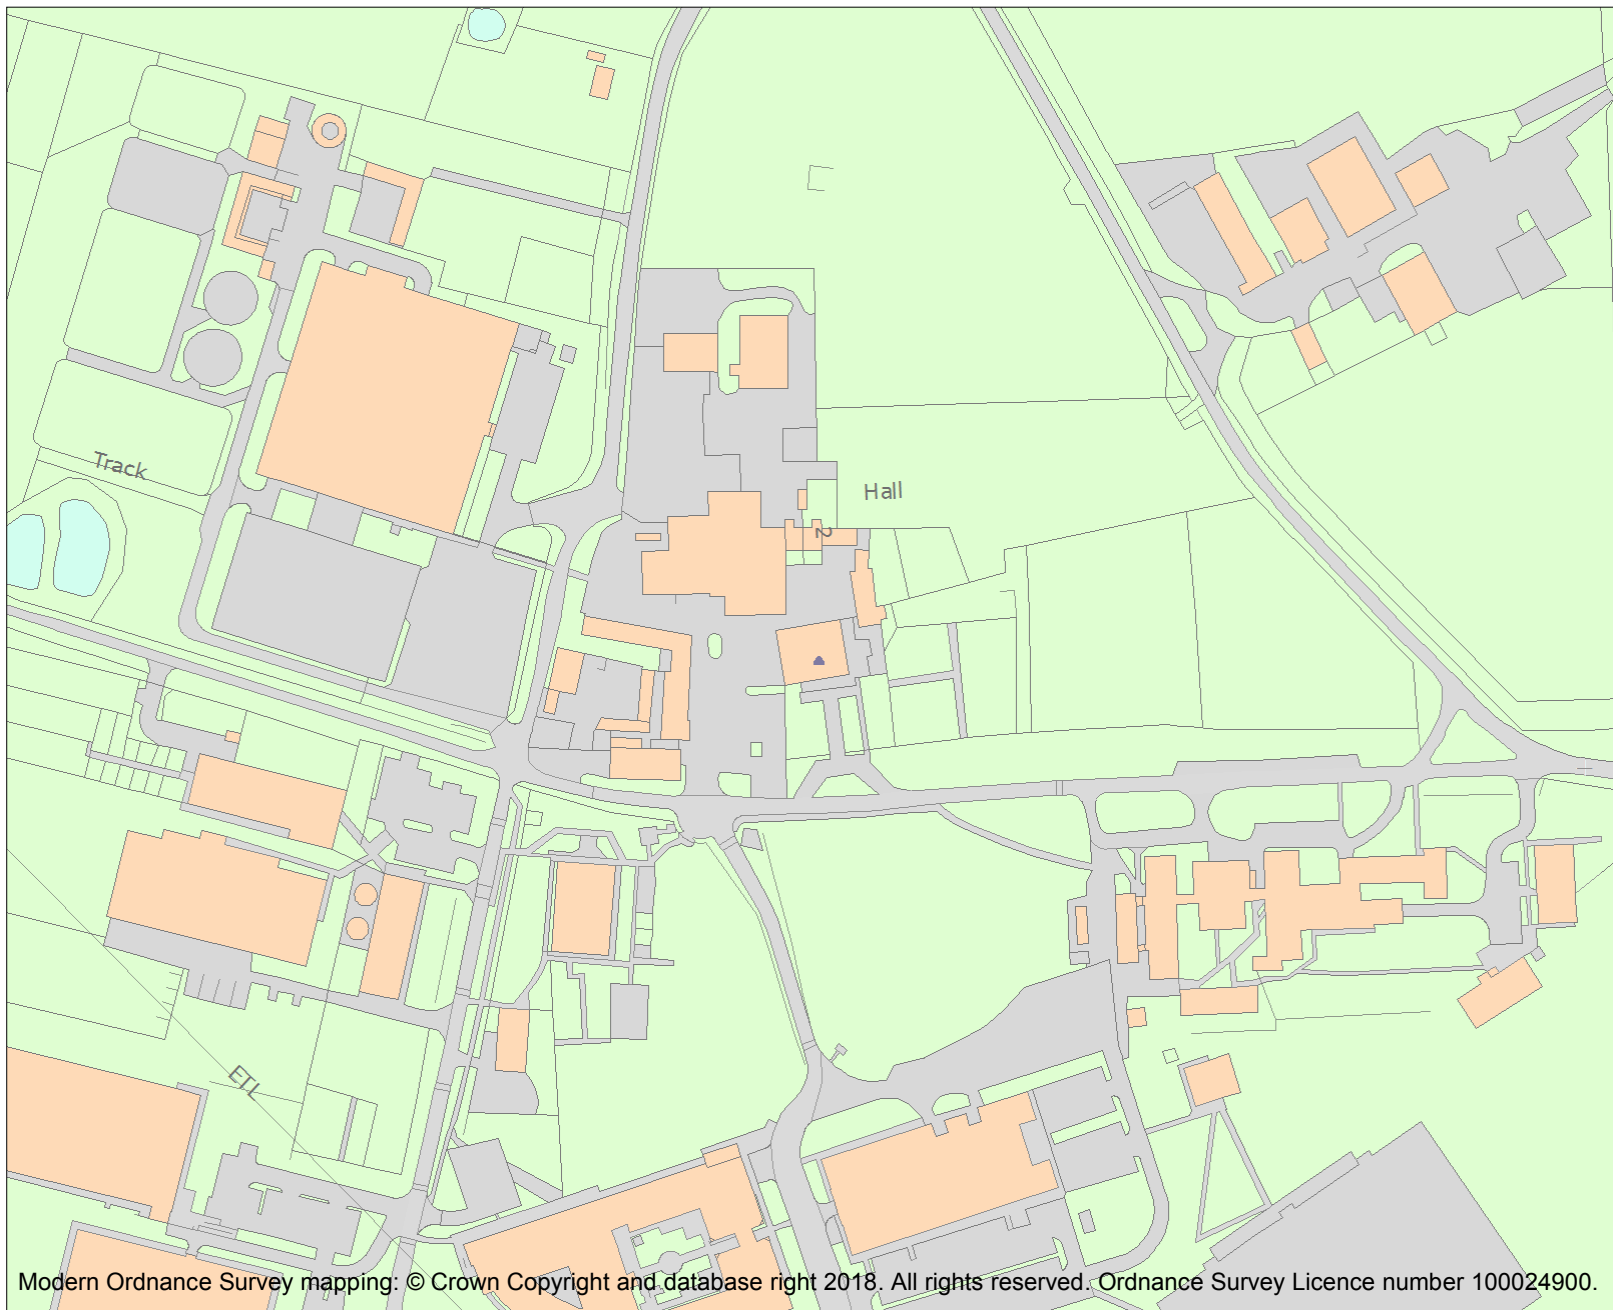 Track
Hall
2
ETL
Modern Ordnance Survey mapping: © Crown Copyright and database right 2018. All rights reserved. Ordnance Survey Licence number 100024900.